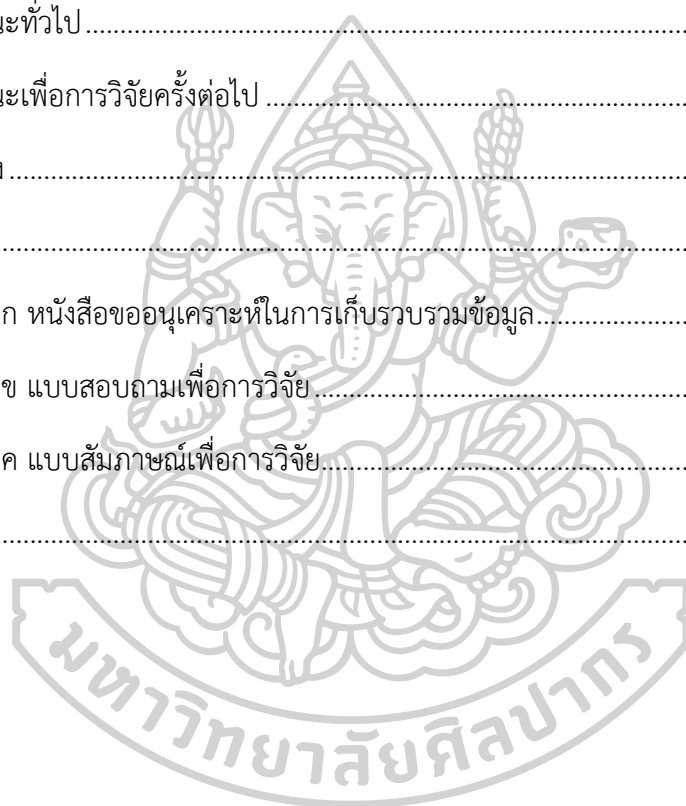 นะทั่วไป
นะเพื่อการวิจัยครั้งต่อไป
ง
ก หนังสือขออนุเคราะห์ในการเก็บรวบรวมข้อมูล
ข แบบสอบถามเพื่อการวิจัย
ค แบบสัมภาษณ์เพื่อการวิจัย
มหาวิทยาลัยศิลปากร